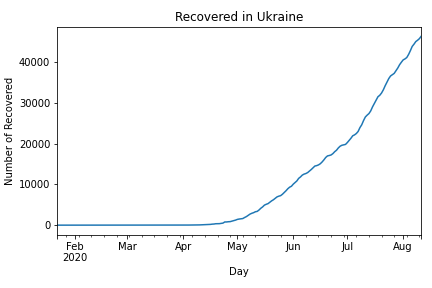 Recovered in Ukraine
Number of Recovered
40000
30000
20000
10000
0
Feb Mar Apr May Jun Jul Aug
2020
Day